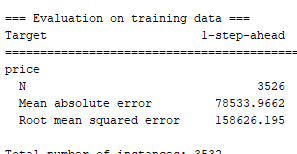 === Evaluation on training data ===
Target 1-step-ahead
==========================================
price
N 3526
Mean absolute error 78533.9662
Root mean squared error 158626.195
Total number of instances: 3532